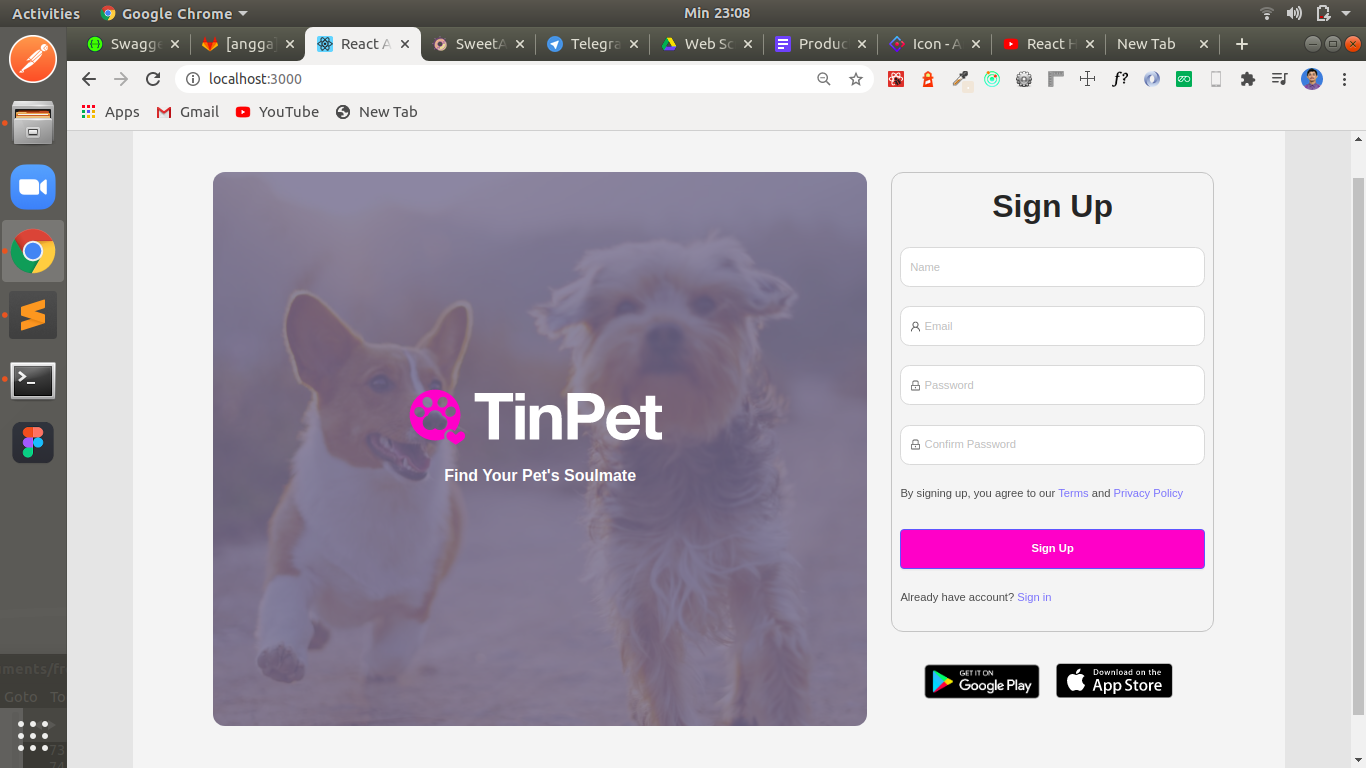 Activities
Google Chrome
Min 23:08
Swagge
[angga]
React A
SweetA
Telegra
Web Sc
Produc
Icon - A
React H
New Tab
localhost:3000
f?
Apps
Gmail
YouTube
New Tab
TinPet
Find Your Pet's Soulmate
Sign Up
Name
Email
Password
Confirm Password
By signing up, you agree to our Terms and Privacy Policy
Sign Up
Already have account? Sign in
GET IT ON
Google Play
Download on the
App Store
ments/fr
Goto To
73
74